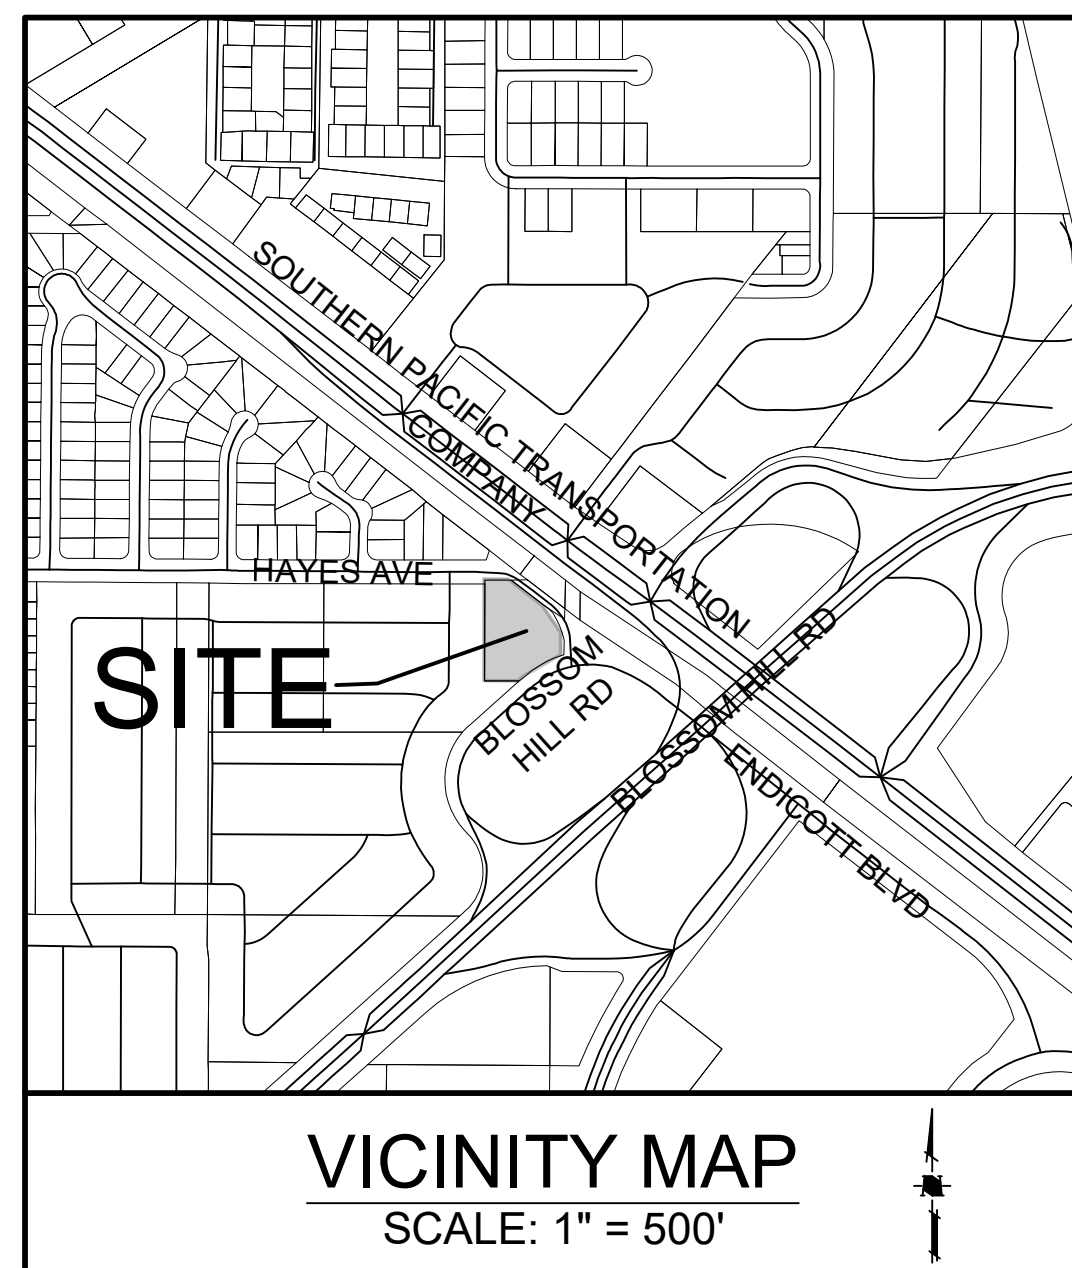 SOUTHERN PACIFIC TRANSPORTATION
COMPANY
HAYES AVE
SITE
BLOSSOM
HILL RD
BLOSSOM HILL RD
ENDICOTT BLVD
VICINITY MAP
SCALE: 1" = 500'
N